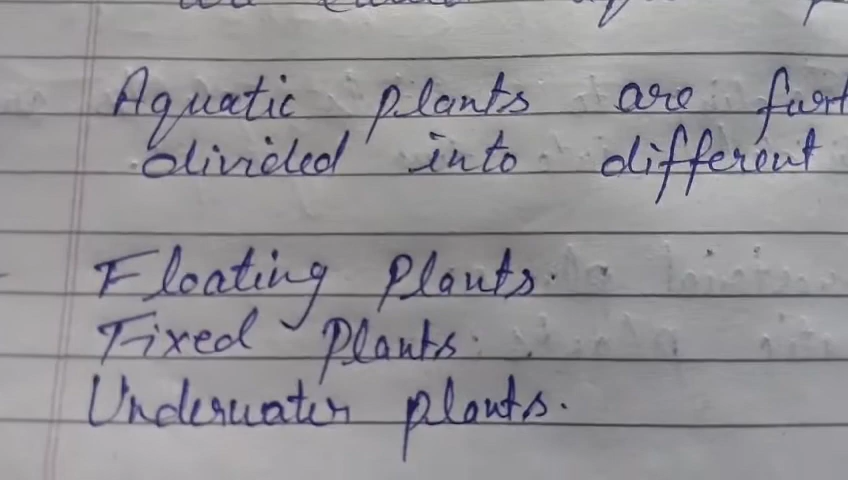 Aquatic plants are furt
divided into different
Floating Plants.
Fixed Plants.
Underwater plants.